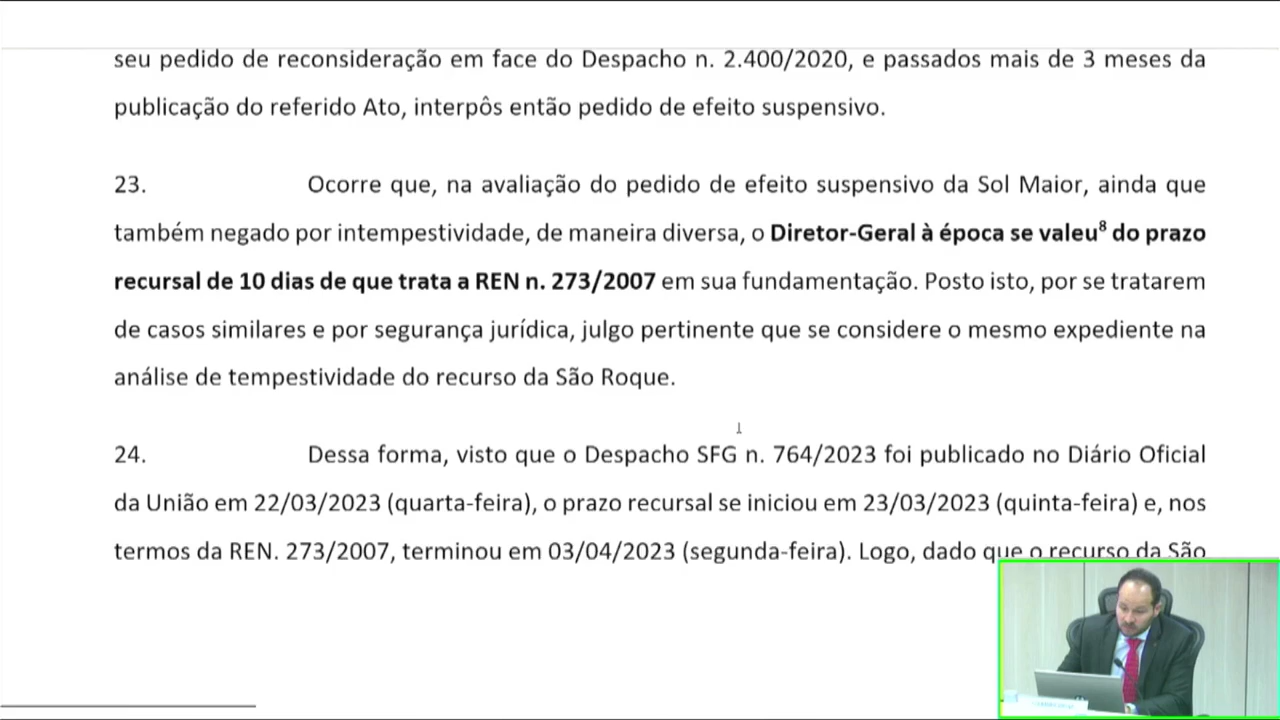 seu pedido de reconsideração em face do Despacho n. 2.400/2020, e passados mais de 3 meses da
publicação do referido Ato, interpôs então pedido de efeito suspensivo.
23. Ocorre que, na avaliação do pedido de efeito suspensivo da Sol Maior, ainda que
também negado por intempestividade, de maneira diversa, o Diretor-Geral à época se valeu⁸ do prazo
recursal de 10 dias de que trata a REN n. 273/2007 em sua fundamentação. Posto isto, por se tratarem
de casos similares e por segurança jurídica, julgo pertinente que se considere o mesmo expediente na
análise de tempestividade do recurso da São Roque.
24. Dessa forma, visto que o Despacho SFG n. 764/2023 foi publicado no Diário Oficial
da União em 22/03/2023 (quarta-feira), o prazo recursal se iniciou em 23/03/2023 (quinta-feira) e, nos
termos da REN. 273/2007, terminou em 03/04/2023 (segunda-feira). Logo, dado que o recurso da São